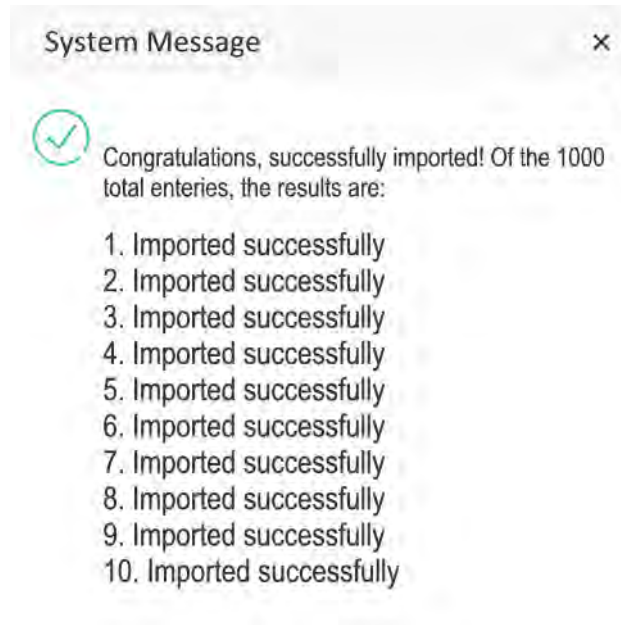 System Message
×
Congratulations, successfully imported! Of the 1000
total enteries, the results are:
1. Imported successfully
2. Imported successfully
3. Imported successfully
4. Imported successfully
5. Imported successfully
6. Imported successfully
7. Imported successfully
8. Imported successfully
9. Imported successfully
10. Imported successfully